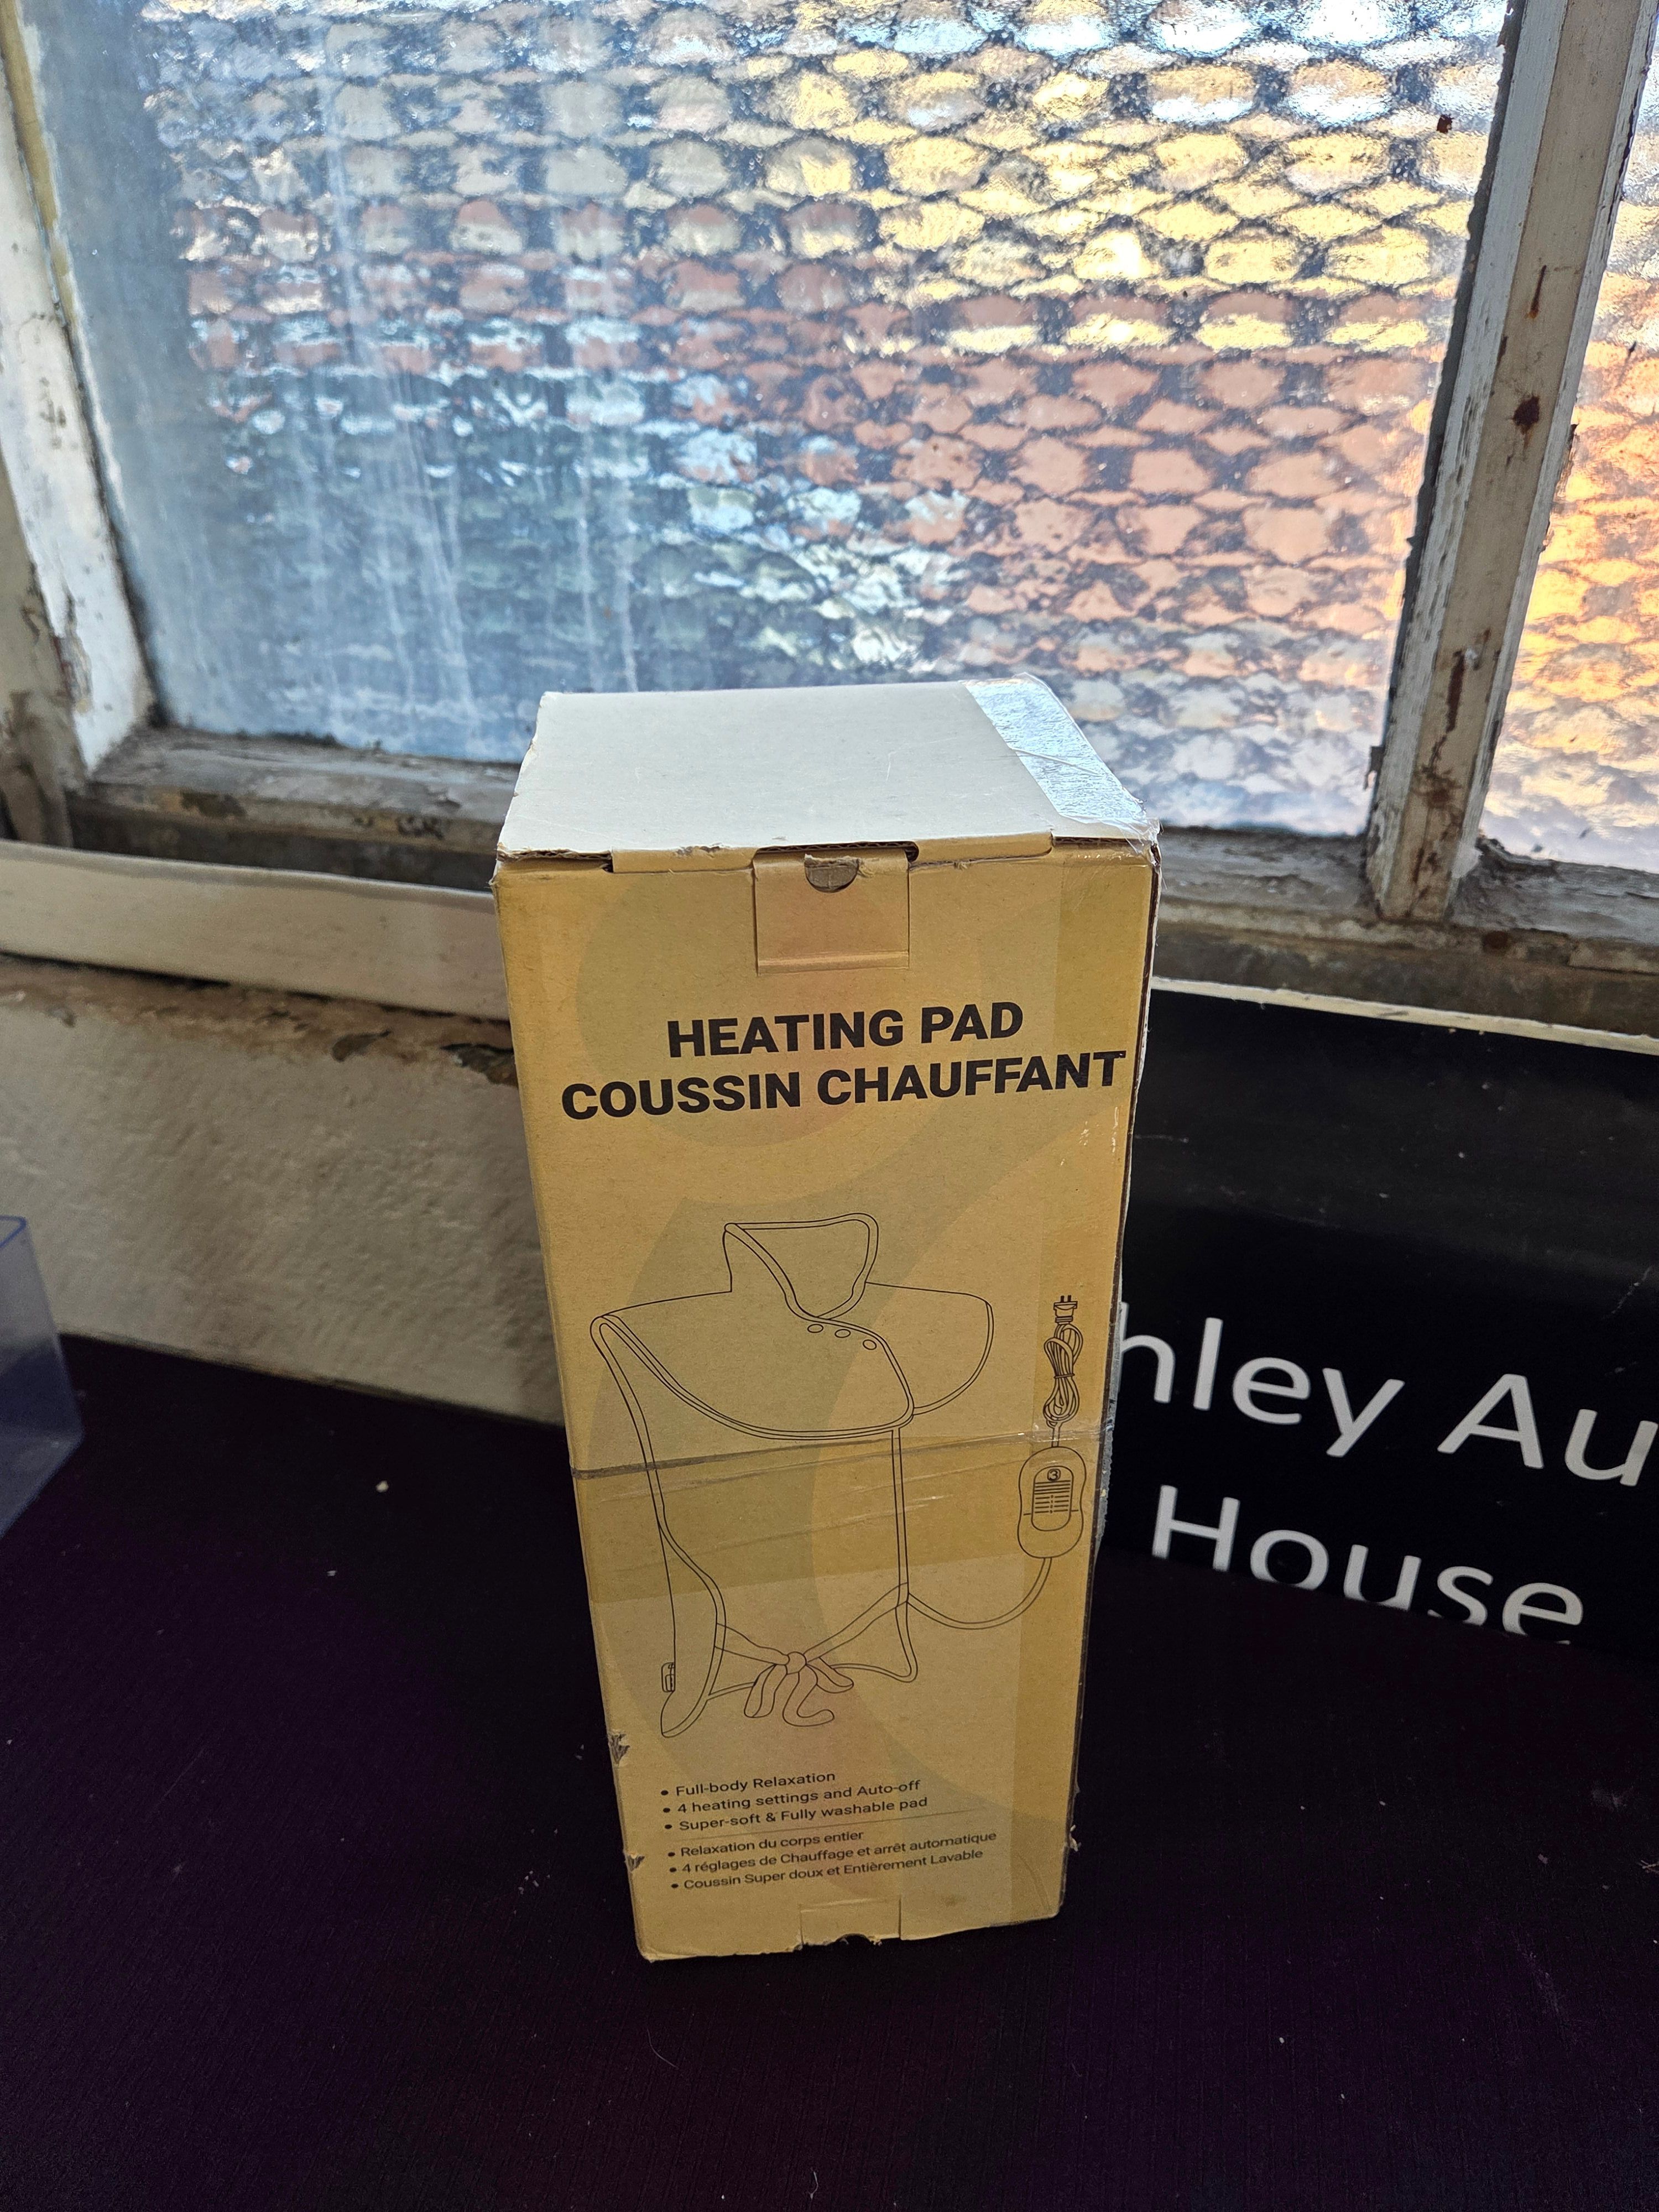 HEATING PAD
COUSSIN CHAUFFANT
3
hley Au
House
• Full-body Relaxation
• 4 heating settings and Auto-off
• Super-soft & Fully washable pad
• Relaxation du corps entier
• 4 réglages de Chauffage et arrêt automatique
• Coussin Super doux et Entièrement Lavable